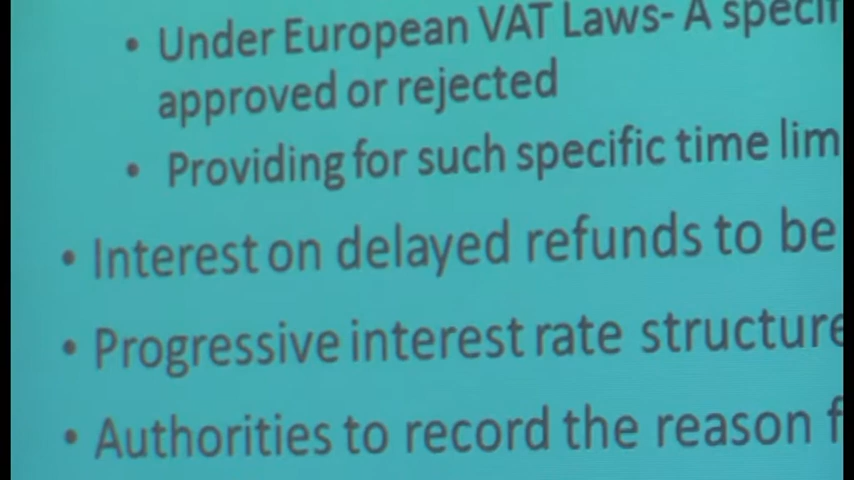 • Under European VAT Laws- A specif
approved or rejected
• Providing for such specific time lim
• Interest on delayed refunds to be
• Progressive interest rate structure
• Authorities to record the reason f